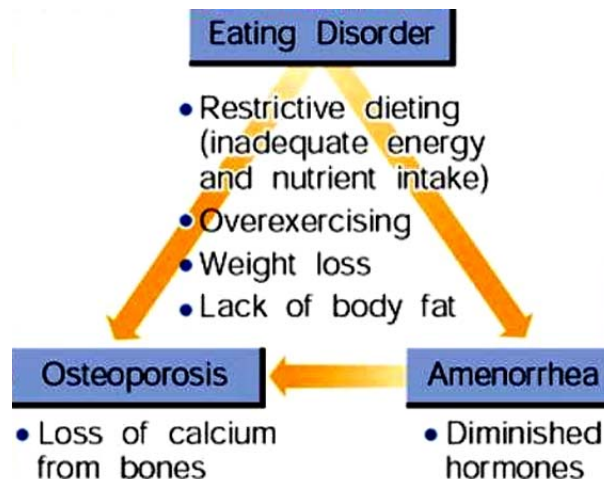 Eating Disorder
• Restrictive dieting
(inadequate energy
and nutrient intake)
• Overexercising
• Weight loss
• Lack of body fat
Osteoporosis
• Loss of calcium
from bones
Amenorrhea
• Diminished
hormones